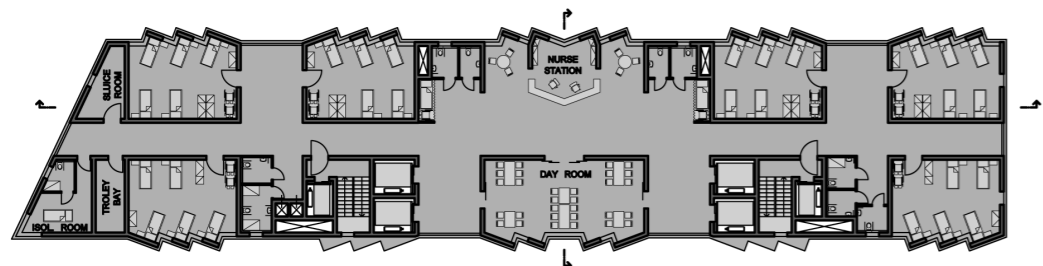 NURSE
STATION
SLUICE
ROOM
DAY ROOM
TROLEY
BAY
ISOL. ROOM